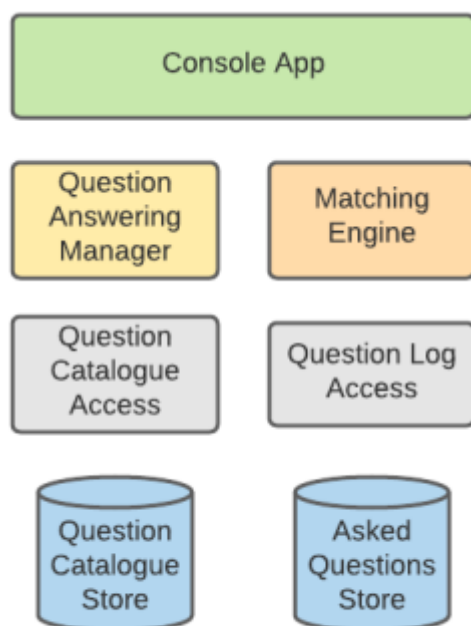 Console App
Question
Answering
Manager
Matching
Engine
Question
Catalogue
Access
Question Log
Access
Question
Catalogue
Store
Asked
Questions
Store